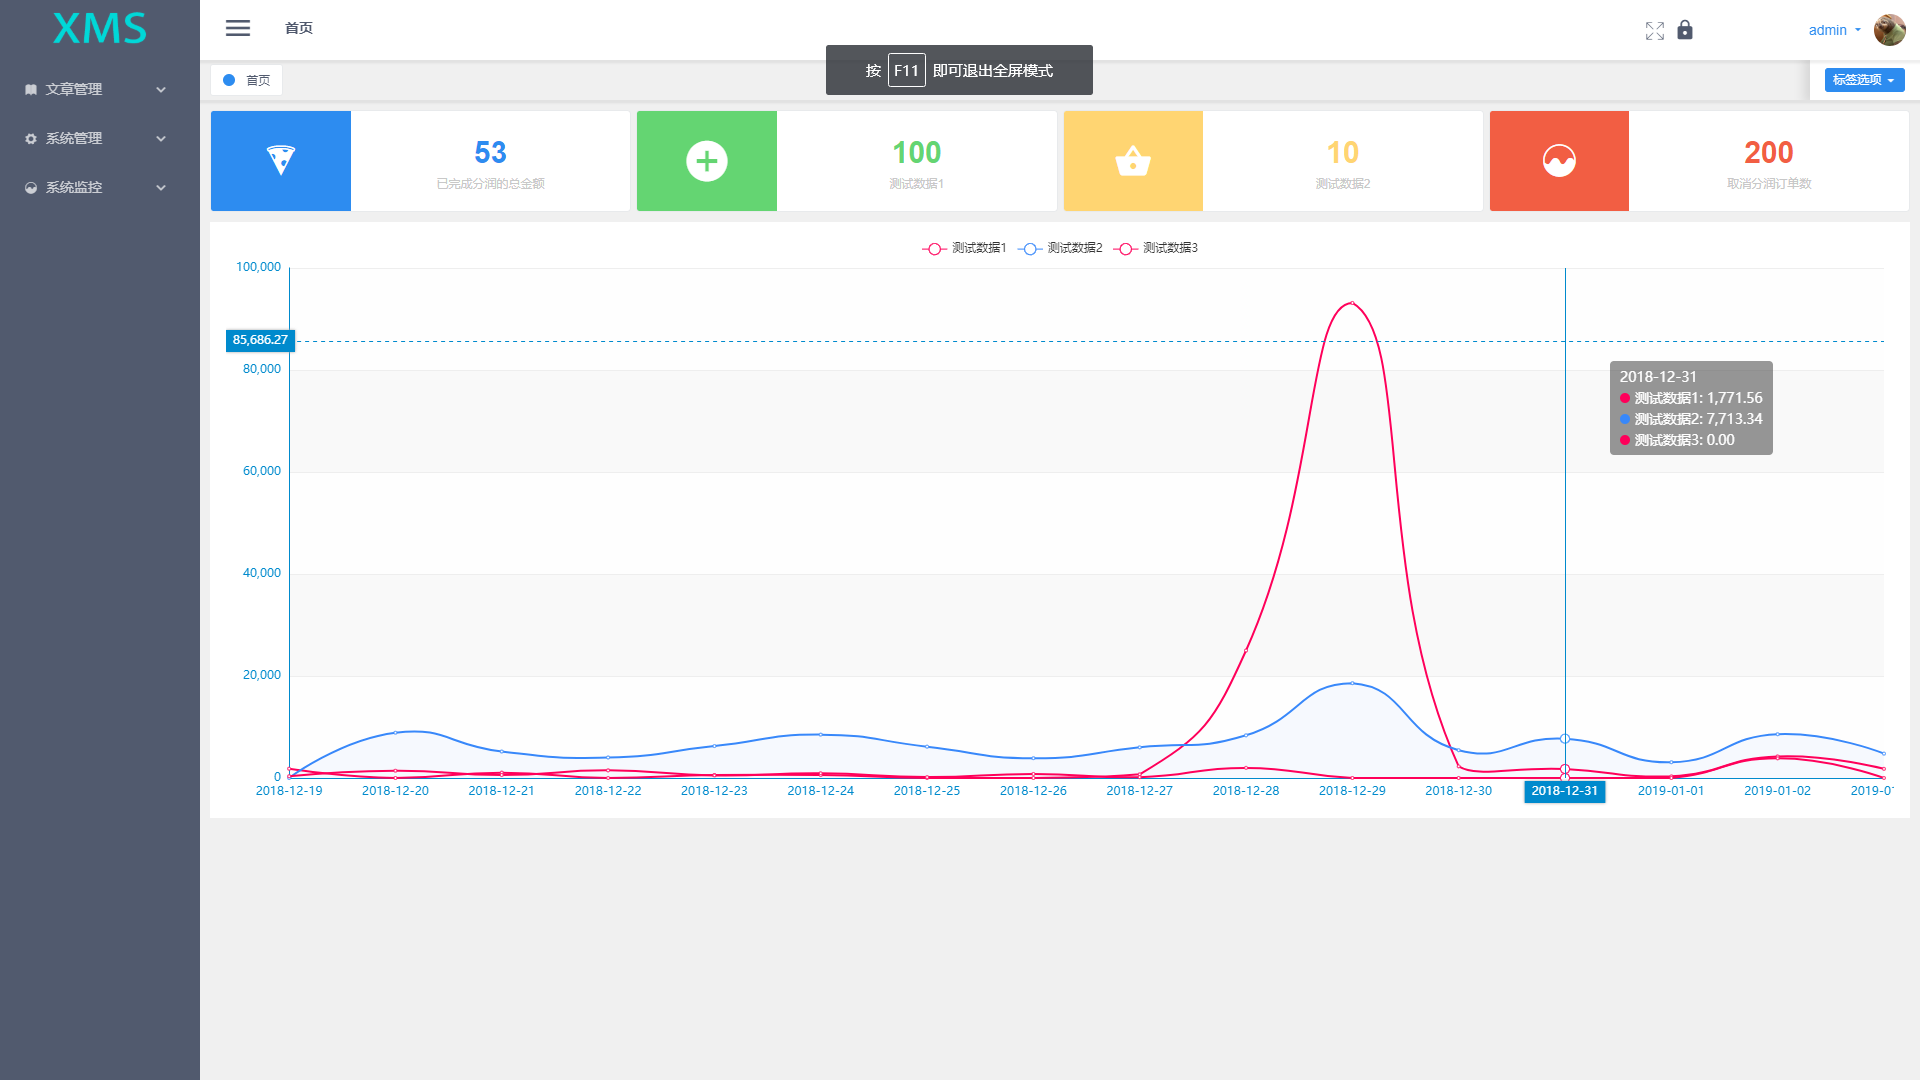 XMS
首页
admin
按 F11 即可退出全屏模式
文章管理
系统管理
系统监控
首页
标签选项
53
已完成分润的总金额
100
测试数据1
10
测试数据2
200
取消分润订单数
测试数据1 测试数据2 测试数据3
100,000
85,686.27
80,000
60,000
40,000
20,000
0
2018-12-31
测试数据1: 1,771.56
测试数据2: 7,713.34
测试数据3: 0.00
2018-12-19 2018-12-20 2018-12-21 2018-12-22 2018-12-23 2018-12-24 2018-12-25 2018-12-26 2018-12-27 2018-12-28 2018-12-29 2018-12-30 2018-12-31 2019-01-01 2019-01-02